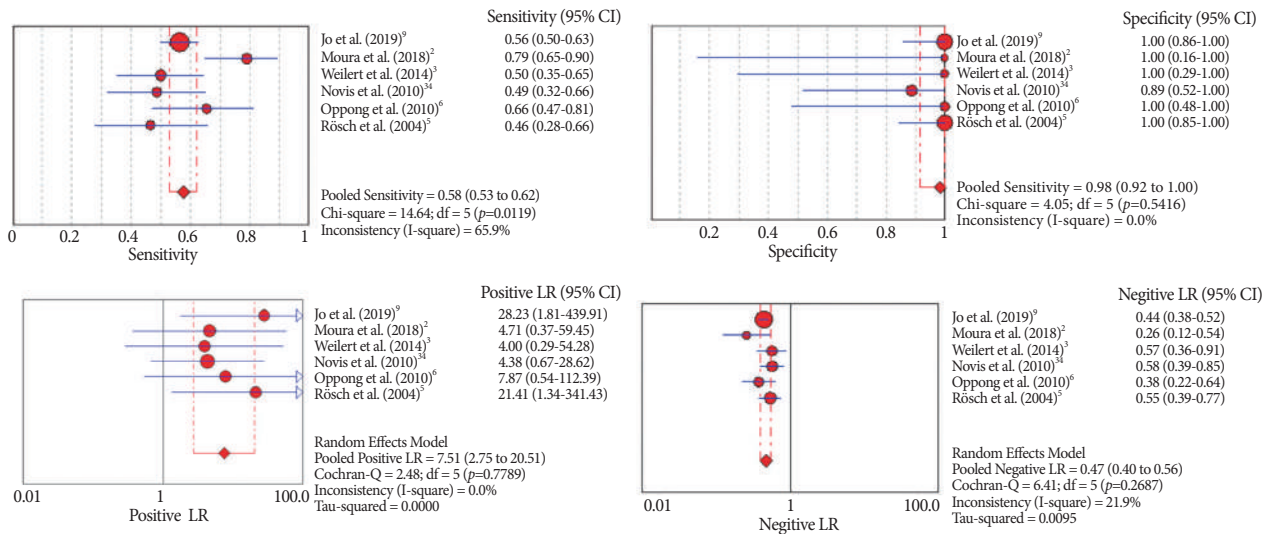 Sensitivity (95% CI)
Jo et al. (2019)9 0.56 (0.50-0.63)
Moura et al. (2018)2 0.79 (0.65-0.90)
Weilert et al. (2014)3 0.50 (0.35-0.65)
Novis et al. (2010)34 0.49 (0.32-0.66)
Oppong et al. (2010)6 0.66 (0.47-0.81)
Rösch et al. (2004)5 0.46 (0.28-0.66)
Pooled Sensitivity = 0.58 (0.53 to 0.62)
Chi-square = 14.64; df = 5 (p=0.0119)
Inconsistency (I-square) = 65.9%
0 0.2 0.4 0.6 0.8 1
Sensitivity
Specificity (95% CI)
Jo et al. (2019)9 1.00 (0.86-1.00)
Moura et al. (2018)2 1.00 (0.16-1.00)
Weilert et al. (2014)3 1.00 (0.29-1.00)
Novis et al. (2010)34 0.89 (0.52-1.00)
Oppong et al. (2010)6 1.00 (0.48-1.00)
Rösch et al. (2004)5 1.00 (0.85-1.00)
Pooled Sensitivity = 0.98 (0.92 to 1.00)
Chi-square = 4.05; df = 5 (p=0.5416)
Inconsistency (I-square) = 0.0%
0.2 0.4 0.6 0.8 1
Specificity
Positive LR (95% CI)
Jo et al. (2019)9 28.23 (1.81-439.91)
Moura et al. (2018)2 4.71 (0.37-59.45)
Weilert et al. (2014)3 4.00 (0.29-54.28)
Novis et al. (2010)34 4.38 (0.67-28.62)
Oppong et al. (2010)6 7.87 (0.54-112.39)
Rösch et al. (2004)5 21.41 (1.34-341.43)
Random Effects Model
Pooled Positive LR = 7.51 (2.75 to 20.51)
Cochran-Q = 2.48; df = 5 (p=0.7789)
Inconsistency (I-square) = 0.0%
Tau-squared = 0.0000
0.01 1 100.0
Positive LR
Negitive LR (95% CI)
Jo et al. (2019)9 0.44 (0.38-0.52)
Moura et al. (2018)2 0.26 (0.12-0.54)
Weilert et al. (2014)3 0.57 (0.36-0.91)
Novis et al. (2010)34 0.58 (0.39-0.85)
Oppong et al. (2010)6 0.38 (0.22-0.64)
Rösch et al. (2004)5 0.55 (0.39-0.77)
Random Effects Model
Pooled Negative LR = 0.47 (0.40 to 0.56)
Cochran-Q = 6.41; df = 5 (p=0.2687)
Inconsistency (I-square) = 21.9%
Tau-squared = 0.0095
0.01 1 100.0
Negitive LR